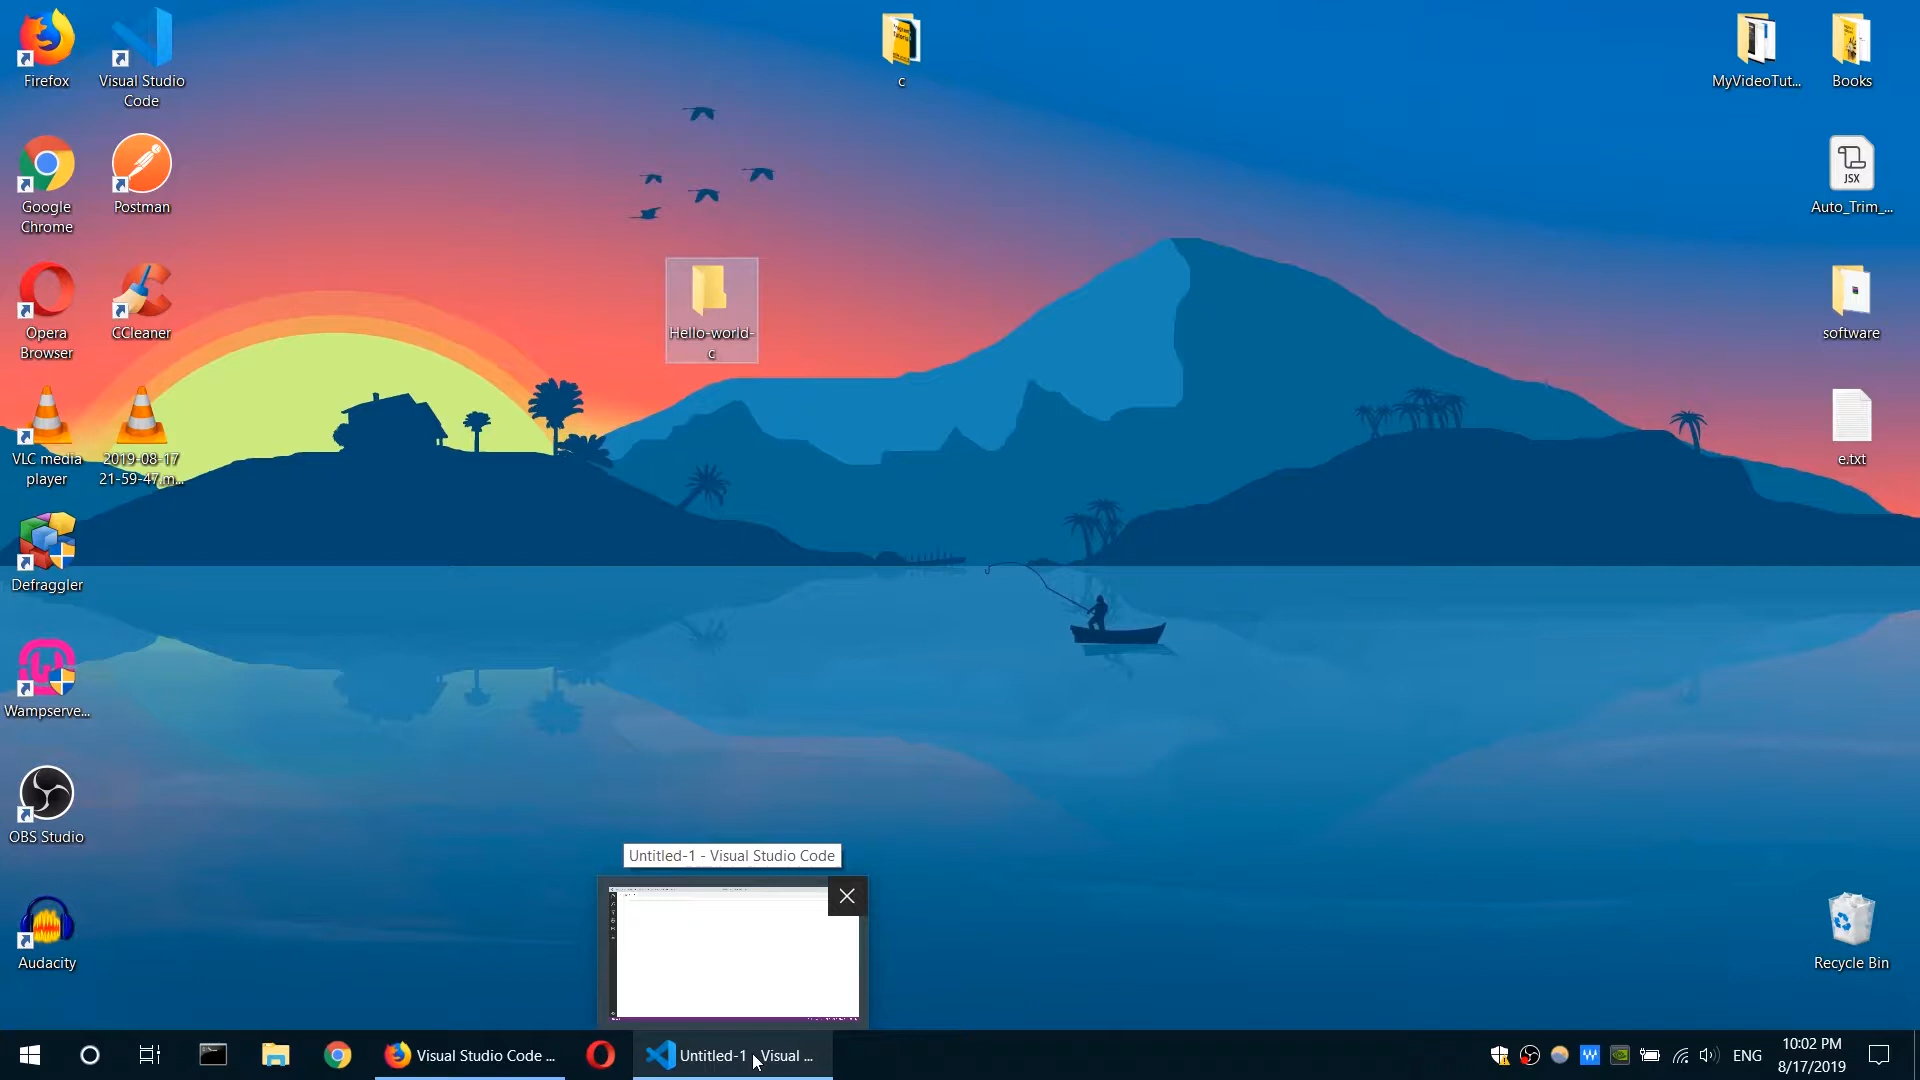 Firefox
Visual Studio
Code
c
MyVideoTut...
Books
Google
Chrome
Postman
JSX
Auto_Trim_...
Opera
Browser
CCleaner
Hello-world-
c
software
VLC media
player
2019-08-17
21-59-47.m...
e.txt
Defraggler
Wampserve...
OBS Studio
Audacity
Untitled-1 - Visual Studio Code
Recycle Bin
Visual Studio Code ...
Untitled-1 - Visual ...
ENG
10:02 PM
8/17/2019